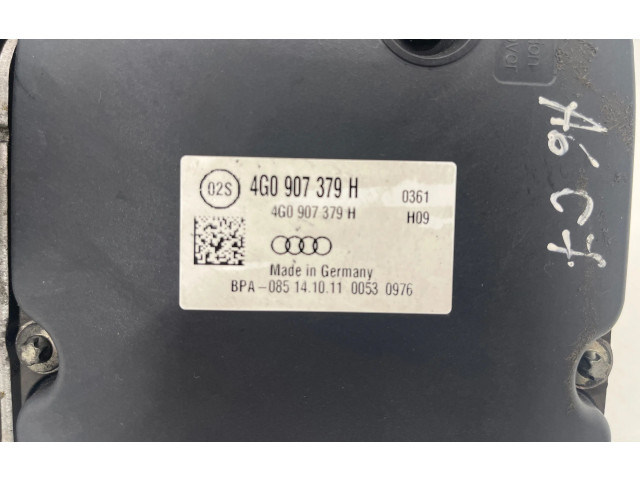 02S
4G0 907 379 H
0361
4G0 907 379 H
H09
Made in Germany
BPA-085 14.10.11 0053 0976
A6 C7